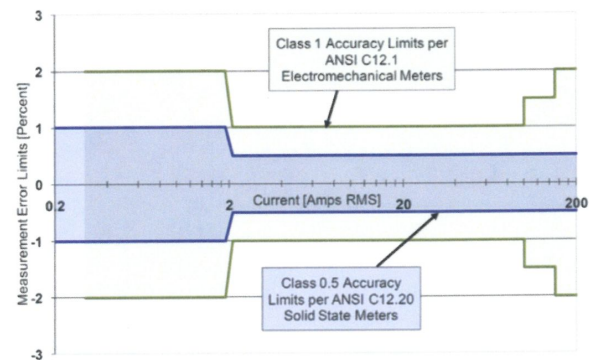 3
2
1
0
-1
-2
-3
Measurement Error Limits [Percent]
Class 1 Accuracy Limits per
ANSI C12.1
Electromechanical Meters
0.2
2
Current [Amps RMS]
20
200
Class 0.5 Accuracy
Limits per ANSI C12.20
Solid State Meters